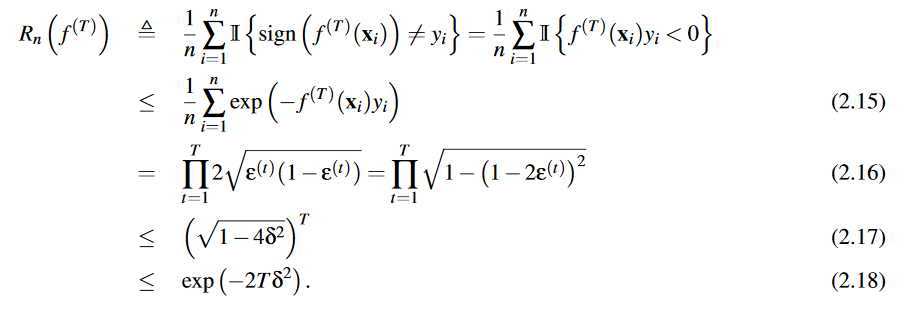 R_n(f^{(T)}) ≜ \frac{1}{n} \sum_{i=1}^{n} 𝕀{sign(f^{(T)}(𝐱_i)) ≠ y_i} = \frac{1}{n} \sum_{i=1}^{n} 𝕀{f^{(T)}(𝐱_i)y_i < 0}
≤ \frac{1}{n} \sum_{i=1}^{n} exp(−f^{(T)}(𝐱_i)y_i) (2.15)
= \prod_{t=1}^{T} 2\sqrt{ε^{(t)}(1−ε^{(t)})} = \prod_{t=1}^{T} \sqrt{1−(1−2ε^{(t)})^2} (2.16)
≤ (\sqrt{1−4δ^2})^T (2.17)
≤ exp(−2Tδ^2). (2.18)